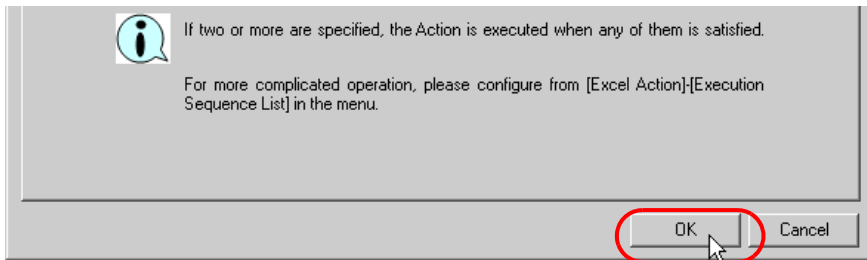 If two or more are specified, the Action is executed when any of them is satisfied.
For more complicated operation, please configure from [Excel Action]-[Execution
Sequence List] in the menu.
OK
Cancel